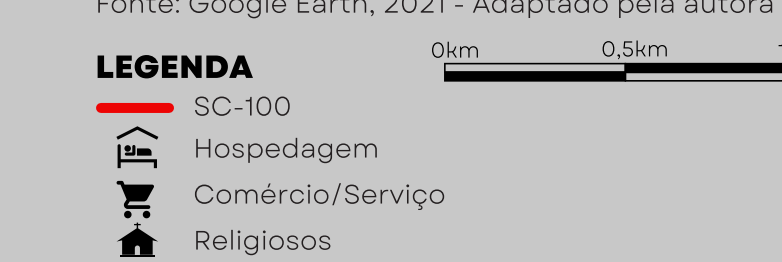 Fonte: Google Earth, 2021 - Adaptado pela autora
0km 0,5km
LEGENDA
SC-100
Hospedagem
Comércio/Serviço
Religiosos